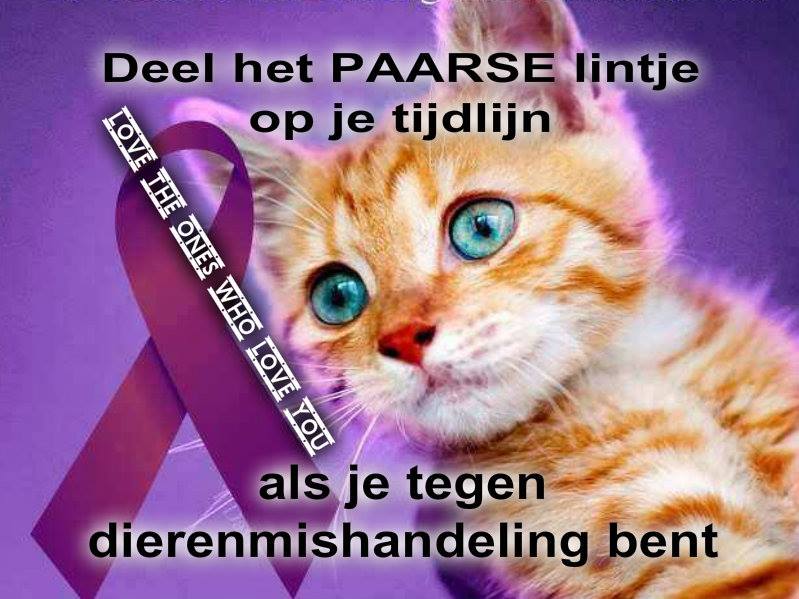 Deel het PAARSE lintje
op je tijdlijn
LOVE THE ONES WHO LOVE YOU
als je tegen
dierenmishandeling bent